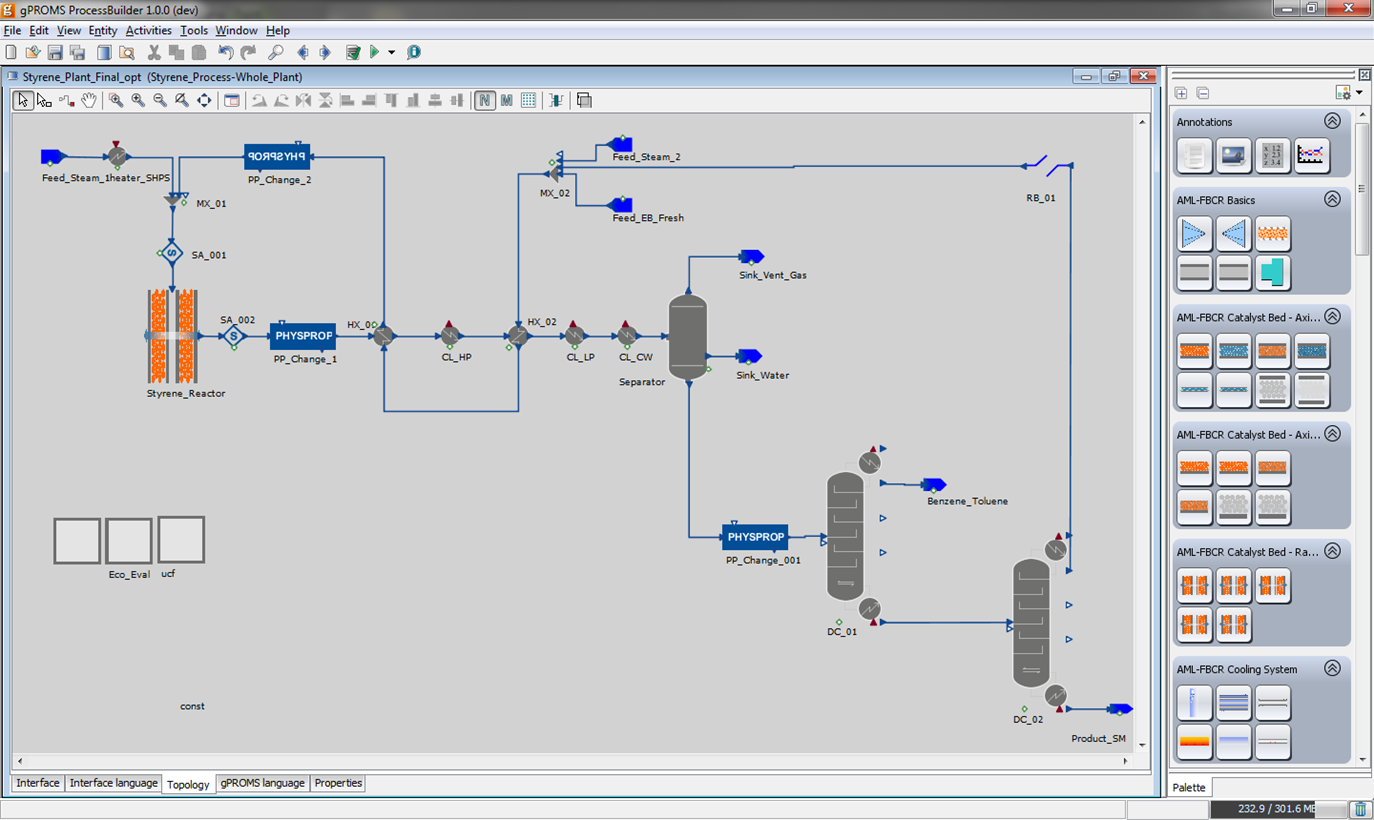 gPROMS ProcessBuilder 1.0.0 (dev)
File Edit View Entity Activities Tools Window Help
Styrene_Plant_Final_opt (Styrene_Process-Whole_Plant)
Feed_Steam_1heater_SHPS
PHYSPROP
PP_Change_2
MX_01
SA_001
SA_002
Styrene_Reactor
PHYSPROP
PP_Change_1
HX_0
CL_HP
HX_02
CL_LP
CL_CW
Separator
MX_02
Feed_Steam_2
Feed_EB_Fresh
RB_01
Sink_Vent_Gas
Sink_Water
PHYSPROP
PP_Change_001
DC_01
Benzene_Toluene
DC_02
Product_SM
Eco_Eval
ucf
const
Interface Interface language Topology gPROMS language Properties
Annotations
AML-FBCR Basics
AML-FBCR Catalyst Bed - Axi...
AML-FBCR Catalyst Bed - Axi...
AML-FBCR Catalyst Bed - Ra...
AML-FBCR Cooling System
Palette
232.9 / 301.6 MB